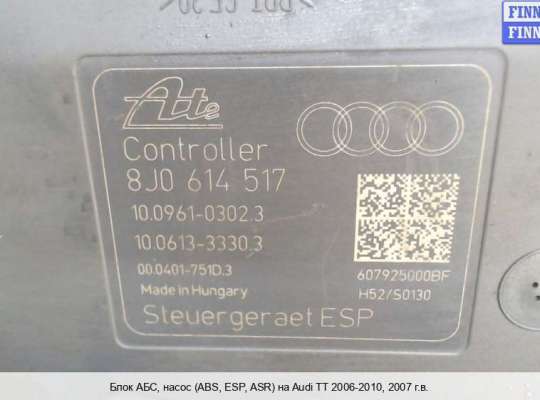 FINN
FINN
Ate
Controller
8J0 614 517
10.0961-0302.3
10.0613-3330.3
00.0401-751D.3
Made in Hungary
607925000BF
H52/S0130
Steuergeraet ESP
Блок АБС, насос (ABS, ESP, ASR) на Audi TT 2006-2010, 2007 г.в.